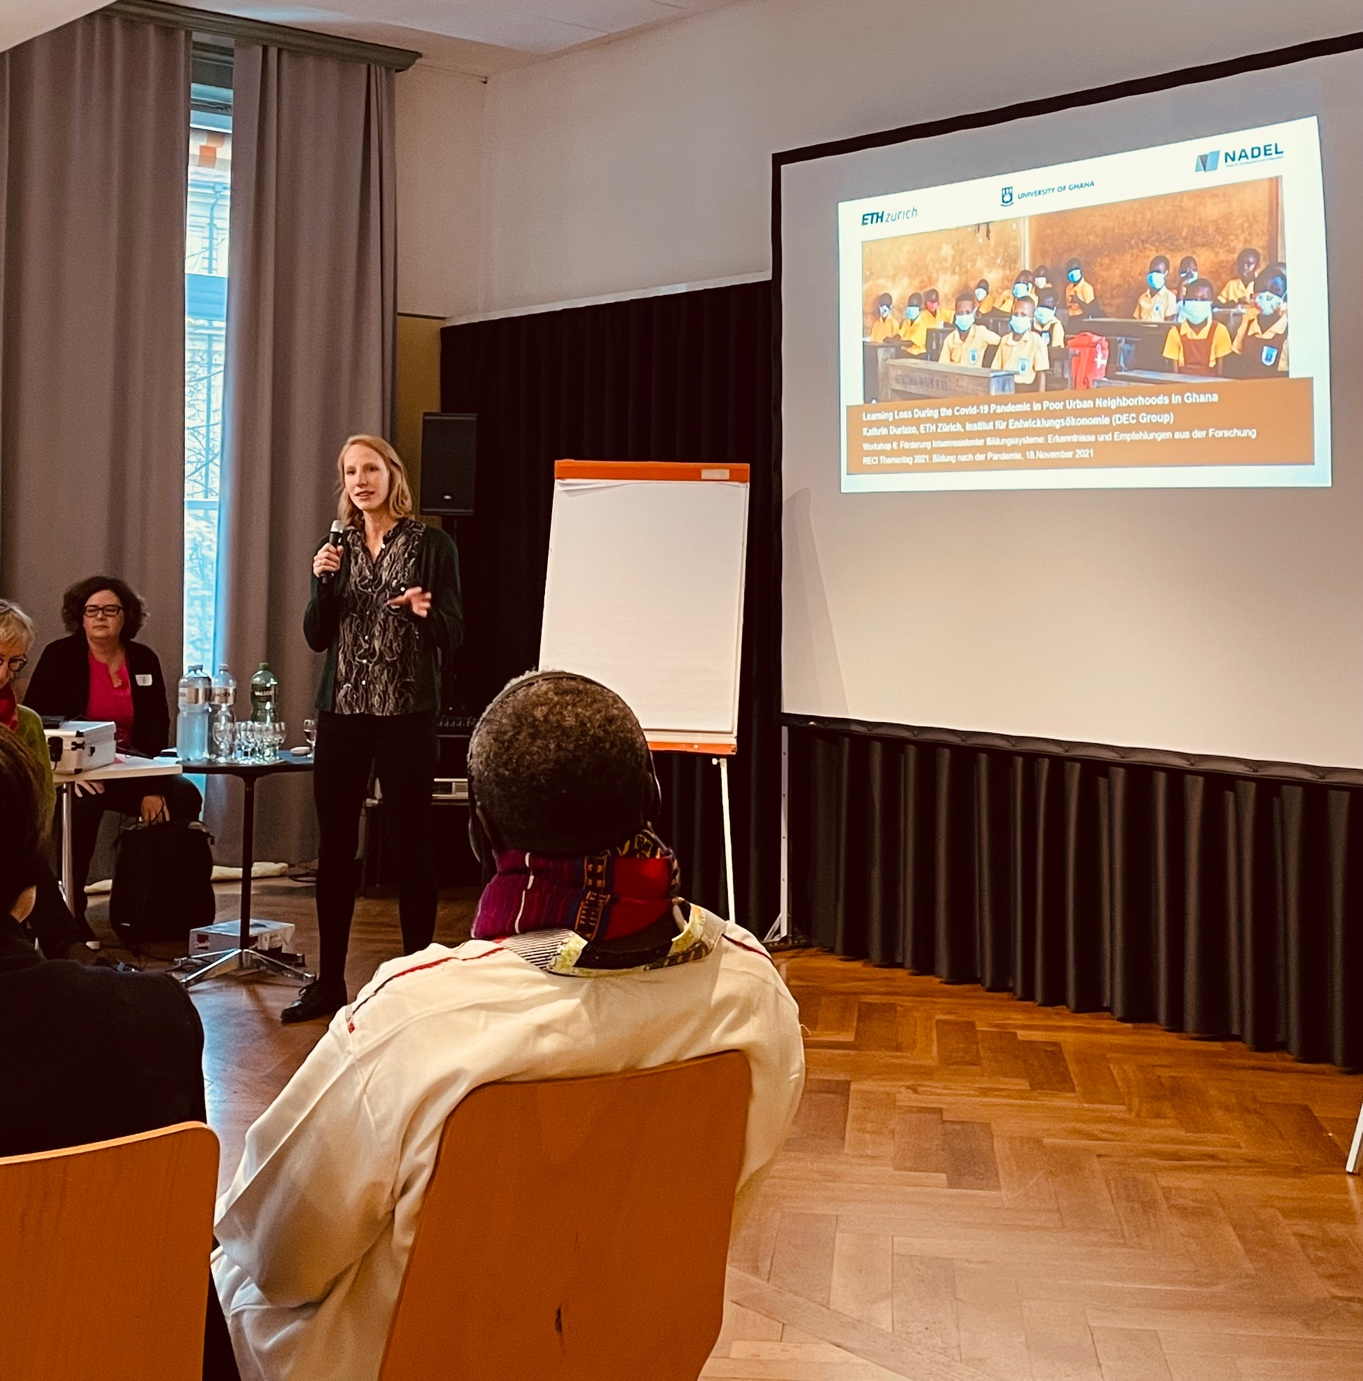 NADEL
UNIVERSITY OF GHANA
ETH zürich
Learning Loss During the Covid-19 Pandemic in Poor Urban Neighborhoods in Ghana
Kathrin Durizzo, ETH Zürich, Institut für Entwicklungsökonomie (DEC Group)
Workshop 6: Förderung krisenresistenter Bildungssysteme: Erkenntnisse und Empfehlungen aus der Forschung
RECI Thementag 2021: Bildung nach der Pandemie, 18.November 2021